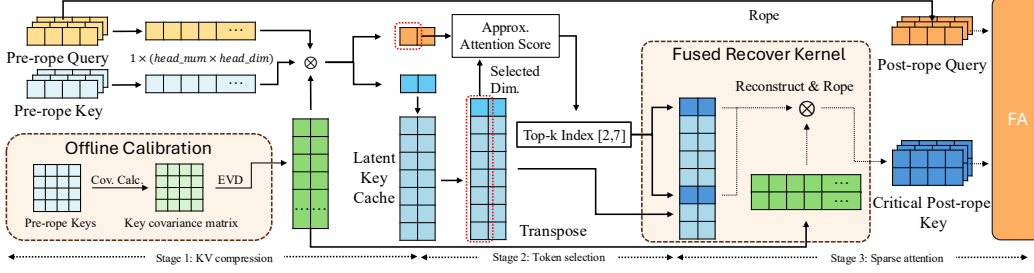 Pre-rope Query
1 × (head_num × head_dim)
Pre-rope Key
...
...
⊗
Approx.
Attention Score
Selected
Dim.
Rope
Post-rope Query
FA
Fused Recover Kernel
Reconstruct & Rope
⊗
Top-k Index [2,7]
Offline Calibration
Cov. Calc.
EVD
Pre-rope Keys
Key covariance matrix
......
Latent
Key
Cache
Transpose
...
...
Critical Post-rope
Key
Stage 1: KV compression
Stage 2: Token selection
Stage 3: Sparse attention